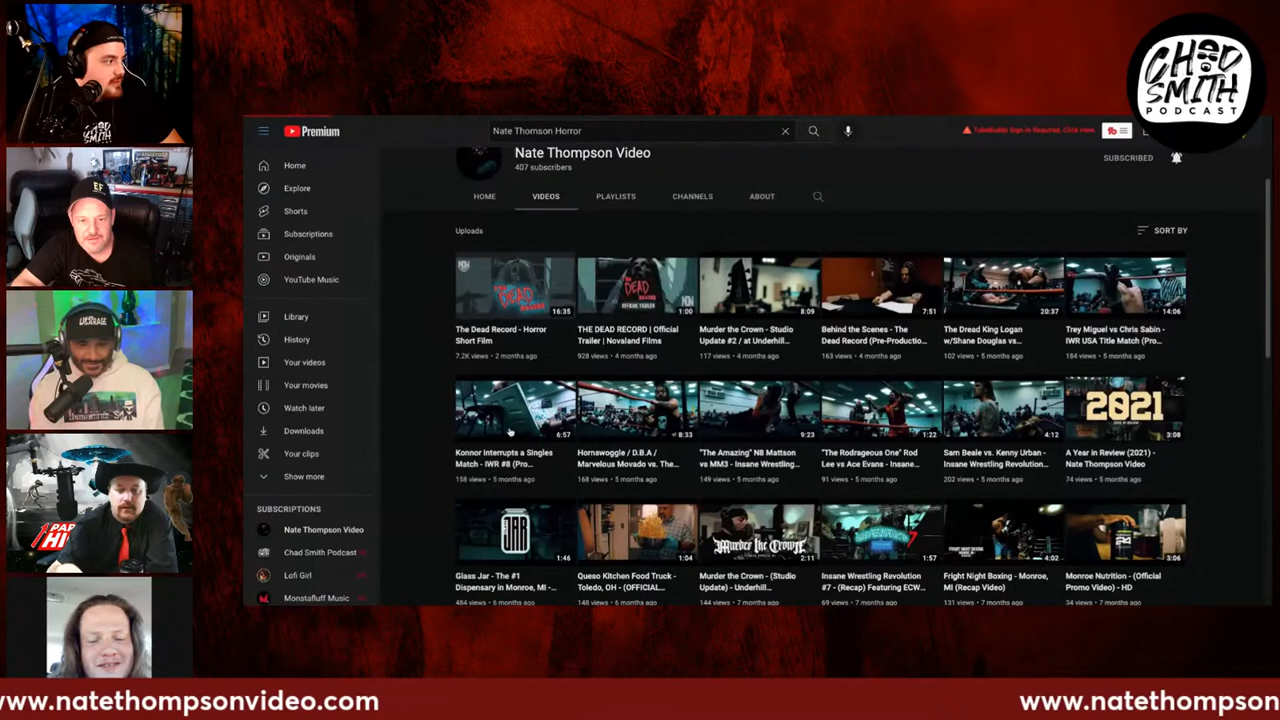 CHAD
SMITH
PODCAST
Premium
Nate Thomson Horror
TubeBuddy Sign-in Required, Click Here.
Nate Thompson Video
407 subscribers
SUBSCRIBED
HOME
VIDEOS
PLAYLISTS
CHANNELS
ABOUT
Uploads
SORT BY
Home
Explore
Shorts
Subscriptions
Originals
YouTube Music
Library
History
Your videos
Your movies
Watch later
Downloads
Your clips
Show more
SUBSCRIPTIONS
Nate Thompson Video
Chad Smith Podcast
Lofi Girl
Monstafluff Music
16:35
The Dead Record - Horror
Short Film
7.2K views • 2 months ago
THE DEAD RECORD
OFFICIAL TRAILER
1:00
THE DEAD RECORD | Official
Trailer | Novaland Films
928 views • 4 months ago
8:09
Murder the Crown - Studio
Update #2 / at Underhill...
117 views • 4 months ago
7:51
Behind the Scenes - The
Dead Record (Pre-Productio...
163 views • 4 months ago
20:37
The Dread King Logan
w/Shane Douglas vs...
102 views • 5 months ago
14:06
Trey Miguel vs Chris Sabin -
IWR USA Title Match (Pro...
184 views • 5 months ago
6:57
Konnor Interrupts a Singles
Match - IWR #8 (Pro...
158 views • 5 months ago
8:33
Hornswoggle / D.B.A /
Marvelous Movado vs. The...
168 views • 5 months ago
9:23
"The Amazing" N8 Mattson
vs MM3 - Insane Wrestling...
149 views • 5 months ago
1:22
"The Rodrageous One" Rod
Lee vs Ace Evans - Insane...
91 views • 5 months ago
4:12
Sam Beale vs. Kenny Urban -
Insane Wrestling Revolution...
202 views • 5 months ago
2021
3:08
A Year in Review (2021) -
Nate Thompson Video
74 views • 5 months ago
JAR
1:46
Glass Jar - The #1
Dispensary in Monroe, MI -...
484 views • 6 months ago
1:04
Queso Kitchen Food Truck -
Toledo, OH - (OFFICIAL...
148 views • 6 months ago
Murder the Crown
2:11
Murder the Crown - (Studio
Update) - Underhill...
144 views • 7 months ago
1:57
Insane Wrestling Revolution
#7 - (Recap) Featuring ECW...
69 views • 7 months ago
4:02
Fright Night Boxing - Monroe,
MI (Recap Video)
131 views • 7 months ago
3:06
Monroe Nutrition - (Official
Promo Video) - HD
34 views • 7 months ago
EF
www.natethompsonvideo.com
www.natethompson